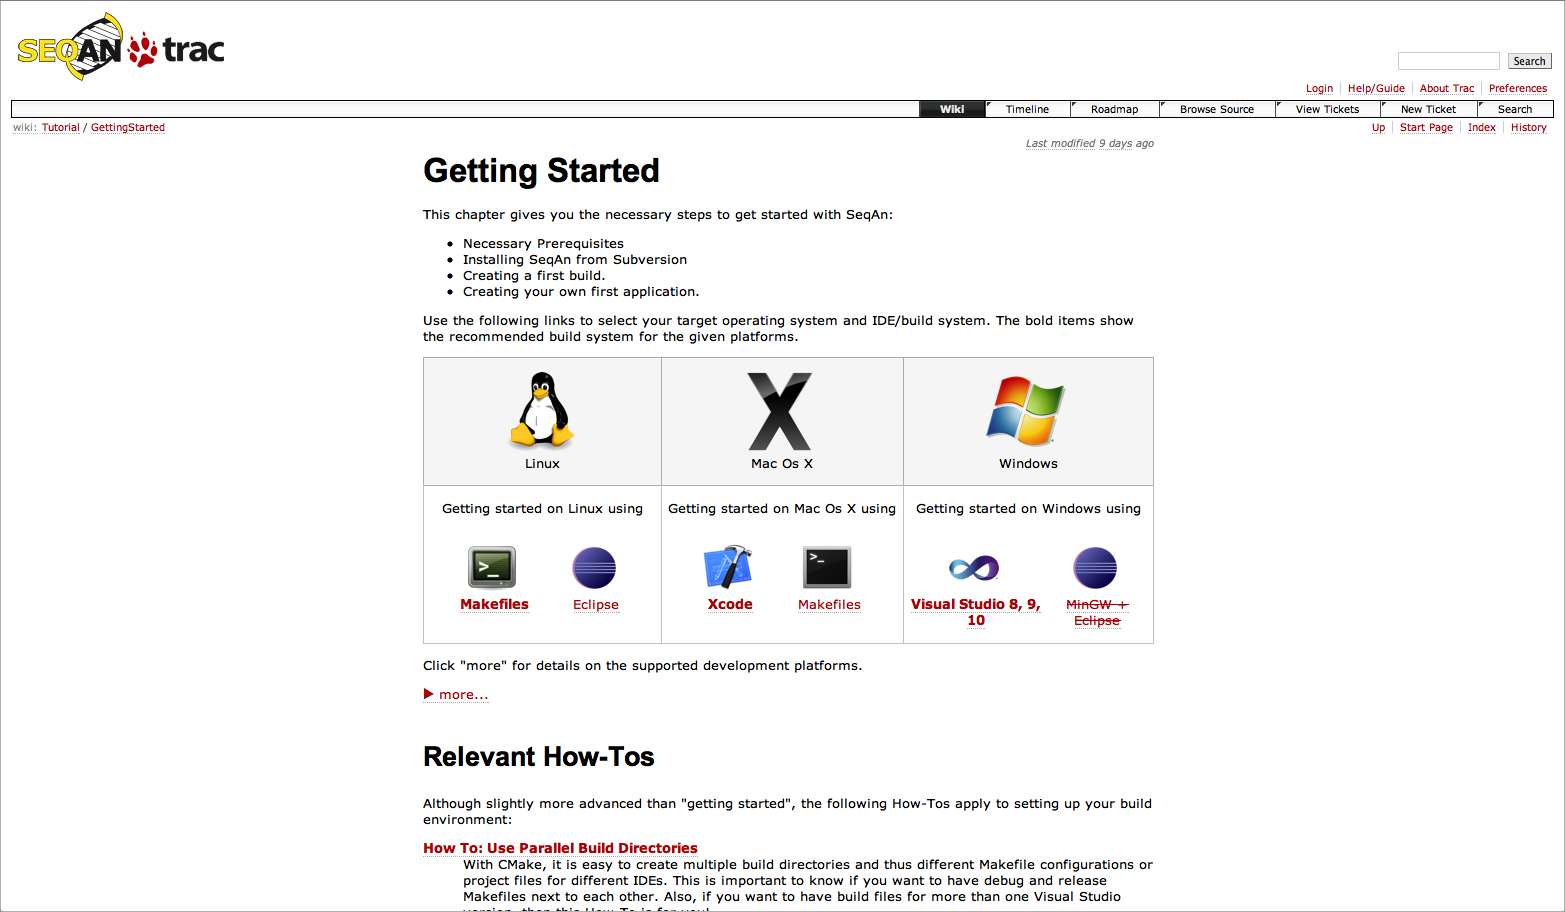 SEQAN trac
Search
Login Help/Guide About Trac Preferences
Wiki Timeline Roadmap Browse Source View Tickets New Ticket Search
wiki: Tutorial / GettingStarted
Up Start Page Index History
Last modified 9 days ago
Getting Started
This chapter gives you the necessary steps to get started with SeqAn:
• Necessary Prerequisites
• Installing SeqAn from Subversion
• Creating a first build.
• Creating your own first application.
Use the following links to select your target operating system and IDE/build system. The bold items show
the recommended build system for the given platforms.
Linux
Mac Os X
Windows
Getting started on Linux using
Getting started on Mac Os X using
Getting started on Windows using
>_
>_
Makefiles
Eclipse
Xcode
Makefiles
Visual Studio 8, 9,
10
MinGW +
Eclipse
Click "more" for details on the supported development platforms.
more...
Relevant How-Tos
Although slightly more advanced than "getting started", the following How-Tos apply to setting up your build
environment:
How To: Use Parallel Build Directories
With CMake, it is easy to create multiple build directories and thus different Makefile configurations or
project files for different IDEs. This is important to know if you want to have debug and release
Makefiles next to each other. Also, if you want to have build files for more than one Visual Studio
version, then this How-To is for you!